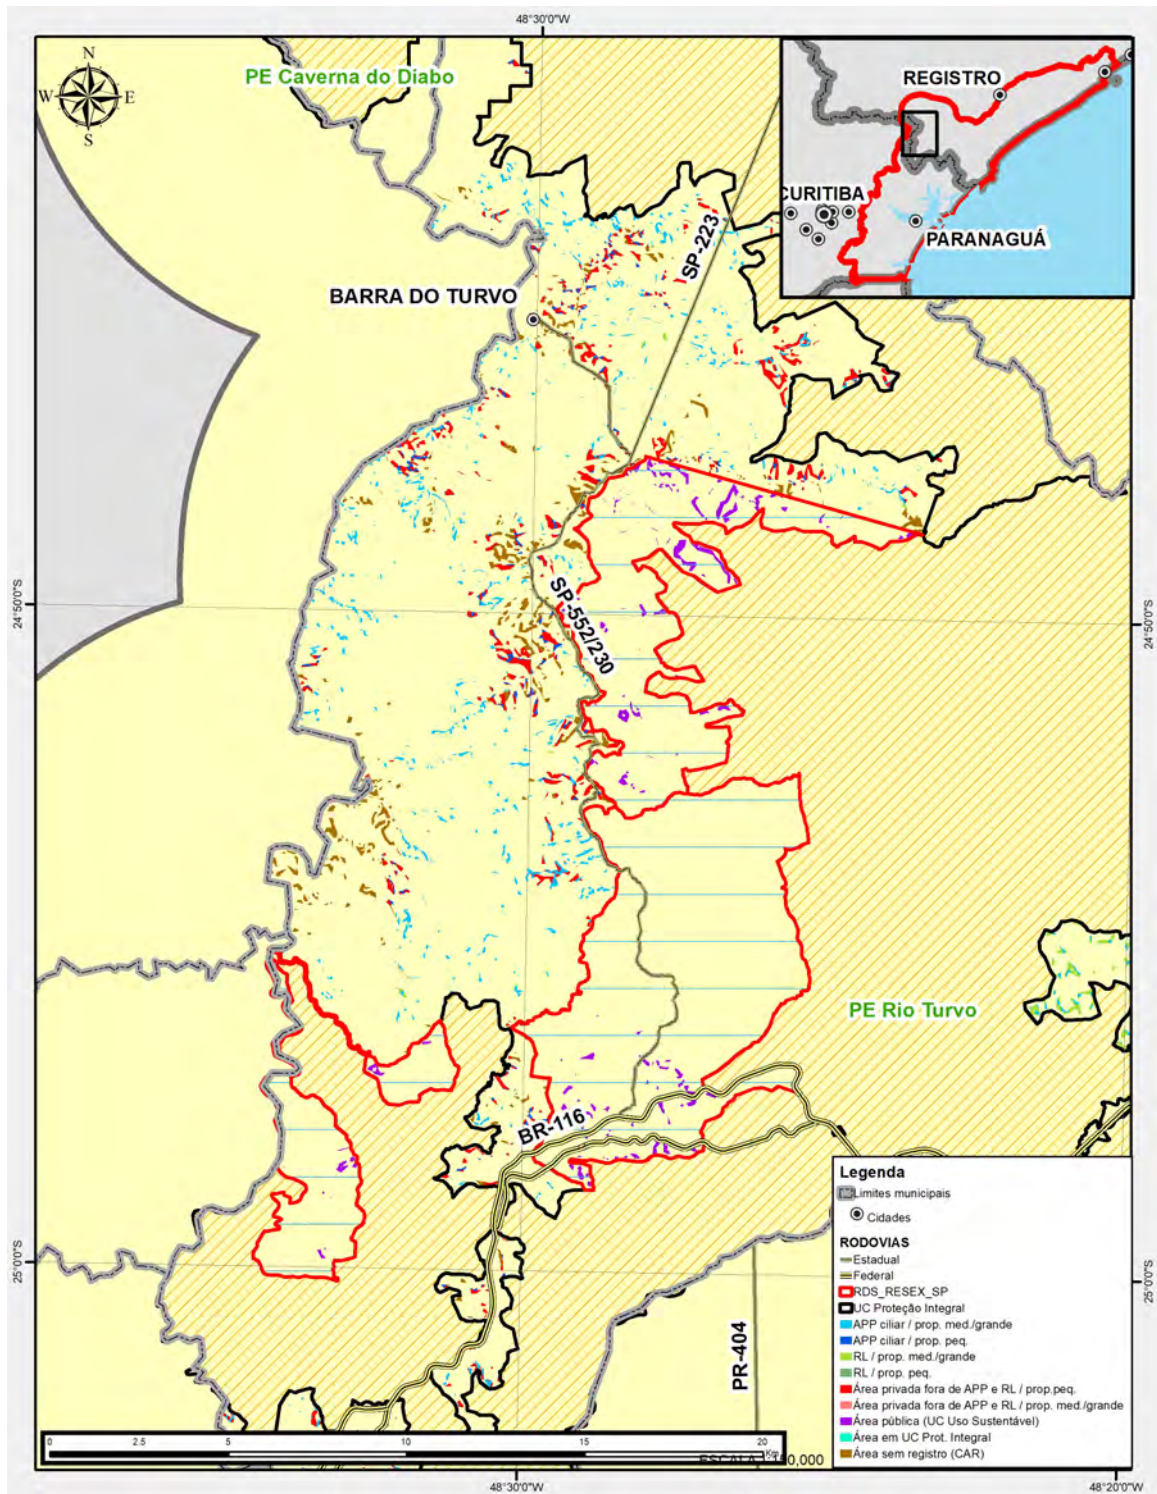 48°30'0"W
N
W
E
S
PE Caverna do Diabo
REGISTRO
CURITIBA
PARANAGUÁ
SP-223
BARRA DO TURVO
24°50'0"S
24°50'0"S
SP-552/230
PE Rio Turvo
BR-116
25°0'0"S
25°0'0"S
PR-404
Legenda
Limites municipais
Cidades
RODOVIAS
Estadual
Federal
RDS_RESEX_SP
UC Proteção Integral
APP ciliar / prop. med./grande
APP ciliar / prop. peq.
RL / prop. med./grande
RL / prop. peq.
Área privada fora de APP e RL / prop.peq.
Área privada fora de APP e RL / prop. med./grande
Área pública (UC Uso Sustentável)
Área em UC Prot. Integral
Área sem registro (CAR)
0 2.5 5 10 15 20
Km
48°30'0"W
48°20'0"W